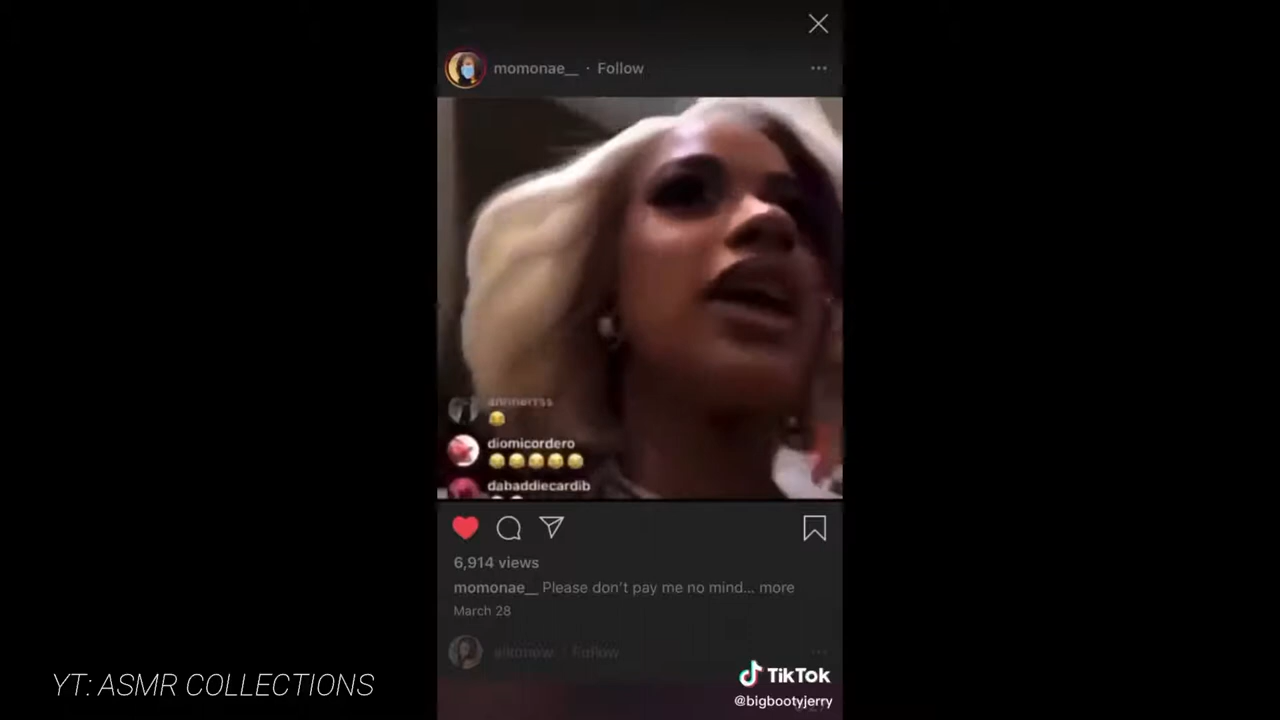 momonae__ · Follow
diomicordero
dabaddiecardib
6,914 views
momonae__ Please don't pay me no mind... more
March 28
Follow
TikTok
@bigbootyjerry
YT: ASMR COLLECTIONS